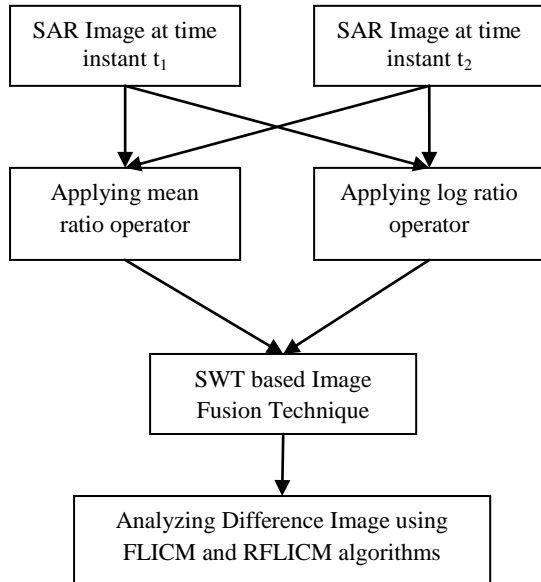 SAR Image at time
instant t₁
SAR Image at time
instant t₂
Applying mean
ratio operator
Applying log ratio
operator
SWT based Image
Fusion Technique
Analyzing Difference Image using
FLICM and RFLICM algorithms